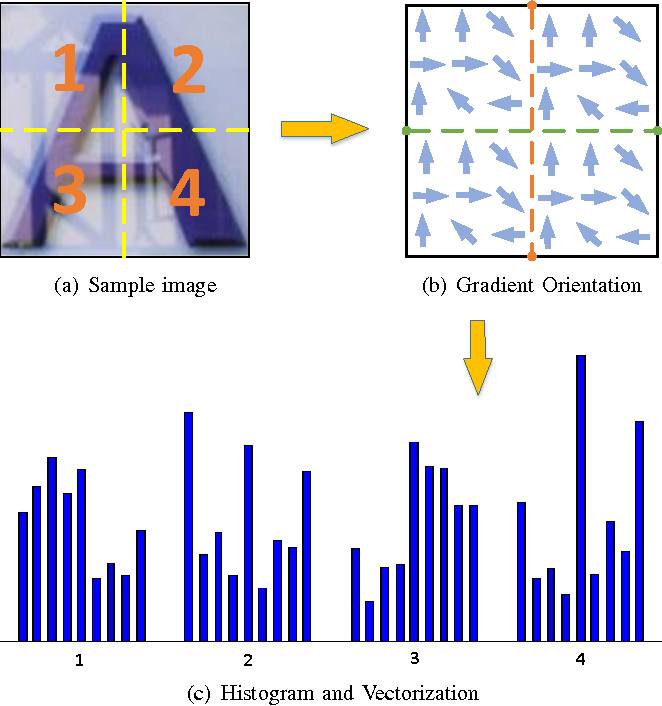 1 2
3 4
(a) Sample image
(b) Gradient Orientation
1 2 3 4
(c) Histogram and Vectorization